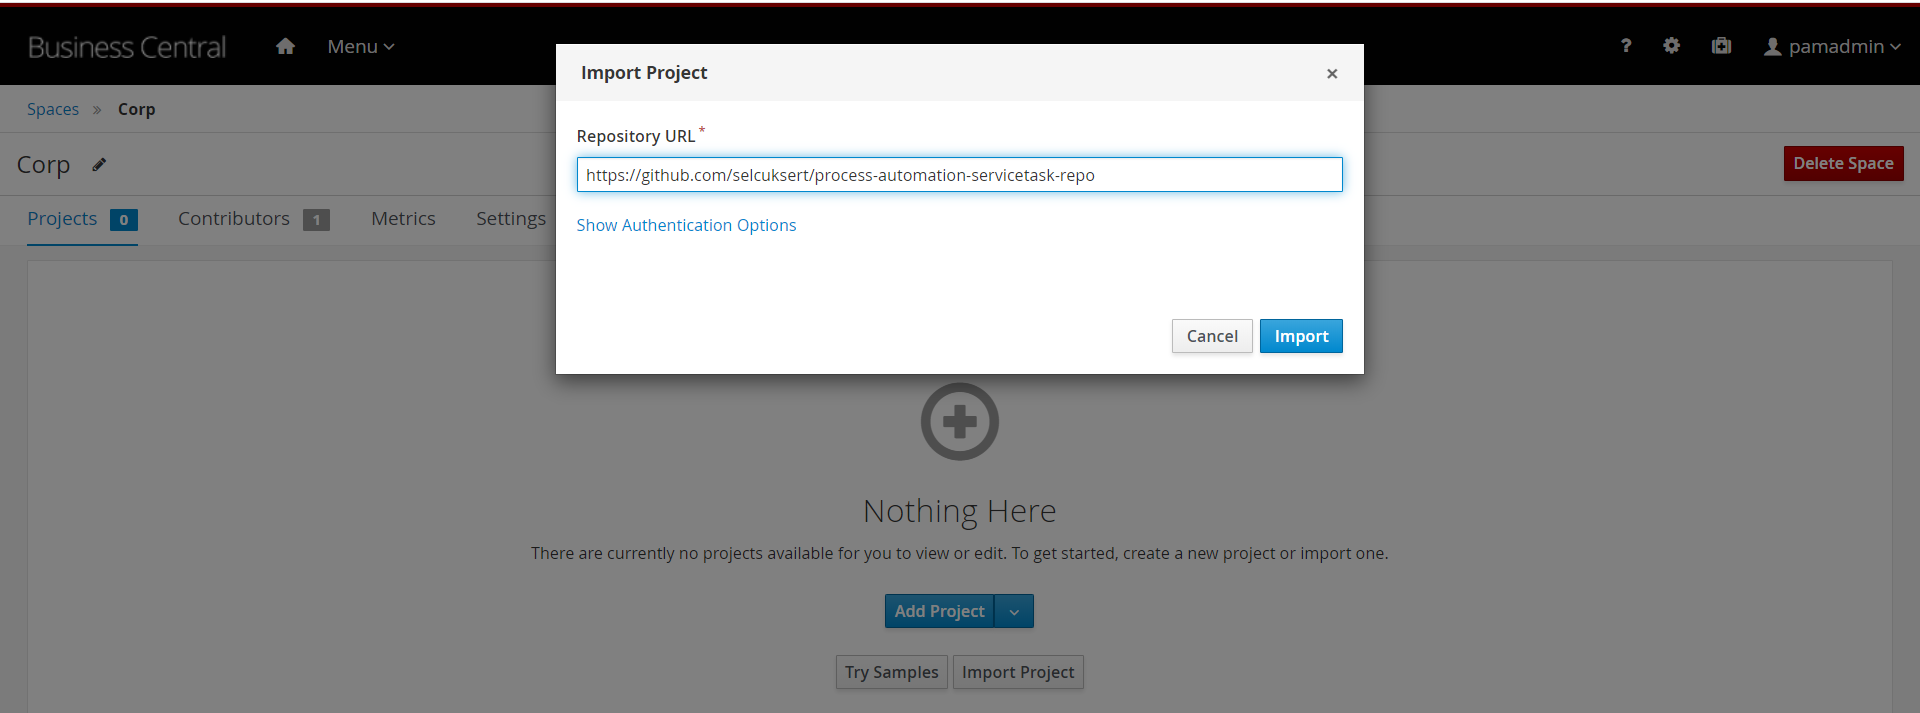 Business Central Menu ? pamadmin
Import Project ×
Spaces » Corp
Repository URL *
Corp
Delete Space
https://github.com/selcuksert/process-automation-servicetask-repo
Projects 0 Contributors 1 Metrics Settings
Show Authentication Options
Cancel Import
Nothing Here
There are currently no projects available for you to view or edit. To get started, create a new project or import one.
Add Project
Try Samples Import Project